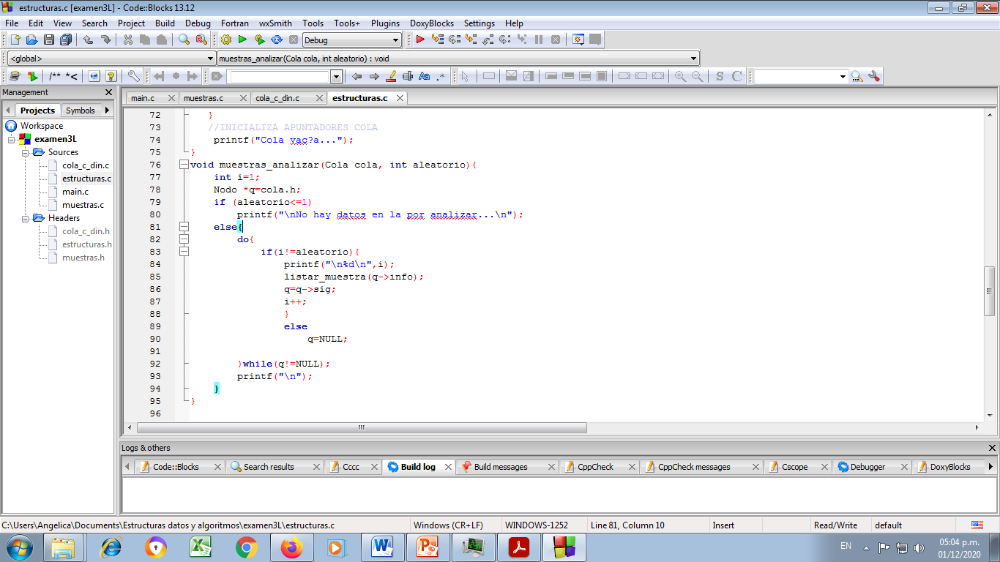 estructuras.c [examen3L] - Code::Blocks 13.12
File Edit View Search Project Build Debug Fortran wxSmith Tools Tools+ Plugins DoxyBlocks Settings Help
Debug
<global> muestras_analizar(Cola cola, int aleatorio) : void
/** *< Aa .* S C
Management
Projects Symbols
Workspace
examen3L
Sources
cola_c_din.c
estructuras.c
main.c
muestras.c
Headers
cola_c_din.h
estructuras.h
muestras.h
main.c muestras.c cola_c_din.c estructuras.c
72 }
73 //INICIALIZA APUNTADORES COLA
74 printf("Cola vac?a...");
75 }
76 void muestras_analizar(Cola cola, int aleatorio){
77 int i=1;
78 Nodo *q=cola.h;
79 if (aleatorio<=1)
80 printf("\nNo hay datos en la por analizar...\n");
81 else{
82 do{
83 if(i!=aleatorio){
84 printf("\n%d\n",i);
85 listar_muestra(q->info);
86 q=q->sig;
87 i++;
88 }
89 else
90 q=NULL;
91
92 }while(q!=NULL);
93 printf("\n");
94 }
95 }
96
Logs & others
Code::Blocks Search results Cccc Build log Build messages CppCheck CppCheck messages Cscope Debugger DoxyBlocks
C:\Users\Angelica\Documents\Estructuras datos y algoritmos\examen3L\estructuras.c Windows (CR+LF) WINDOWS-1252 Line 81, Column 10 Insert Read/Write default
EN 05:04 p.m.
01/12/2020